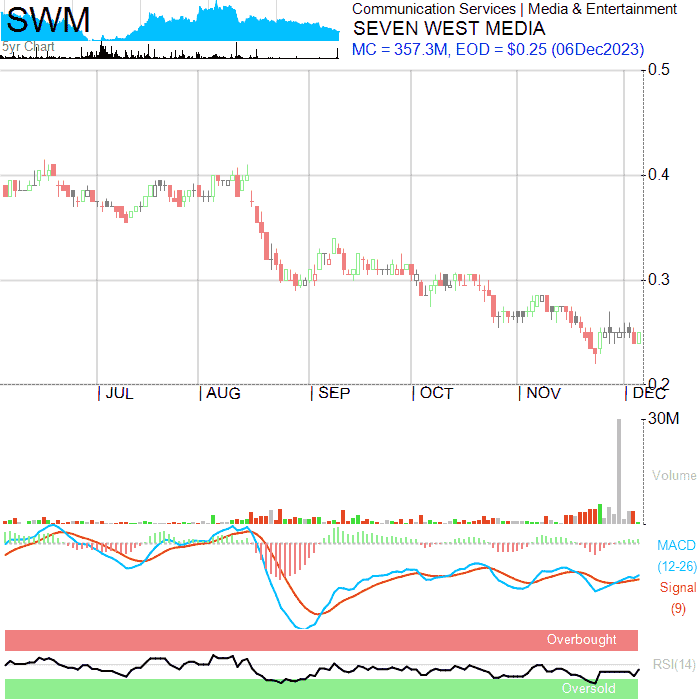 SWM
5yr Chart
Communication Services | Media & Entertainment
SEVEN WEST MEDIA
MC = 357.3M, EOD = $0.25 (06Dec2023)
0.5
0.4
0.3
0.2
| JUL | AUG | SEP | OCT | NOV | DEC
30M
Volume
MACD
(12-26)
Signal
(9)
Overbought
RSI(14)
Oversold